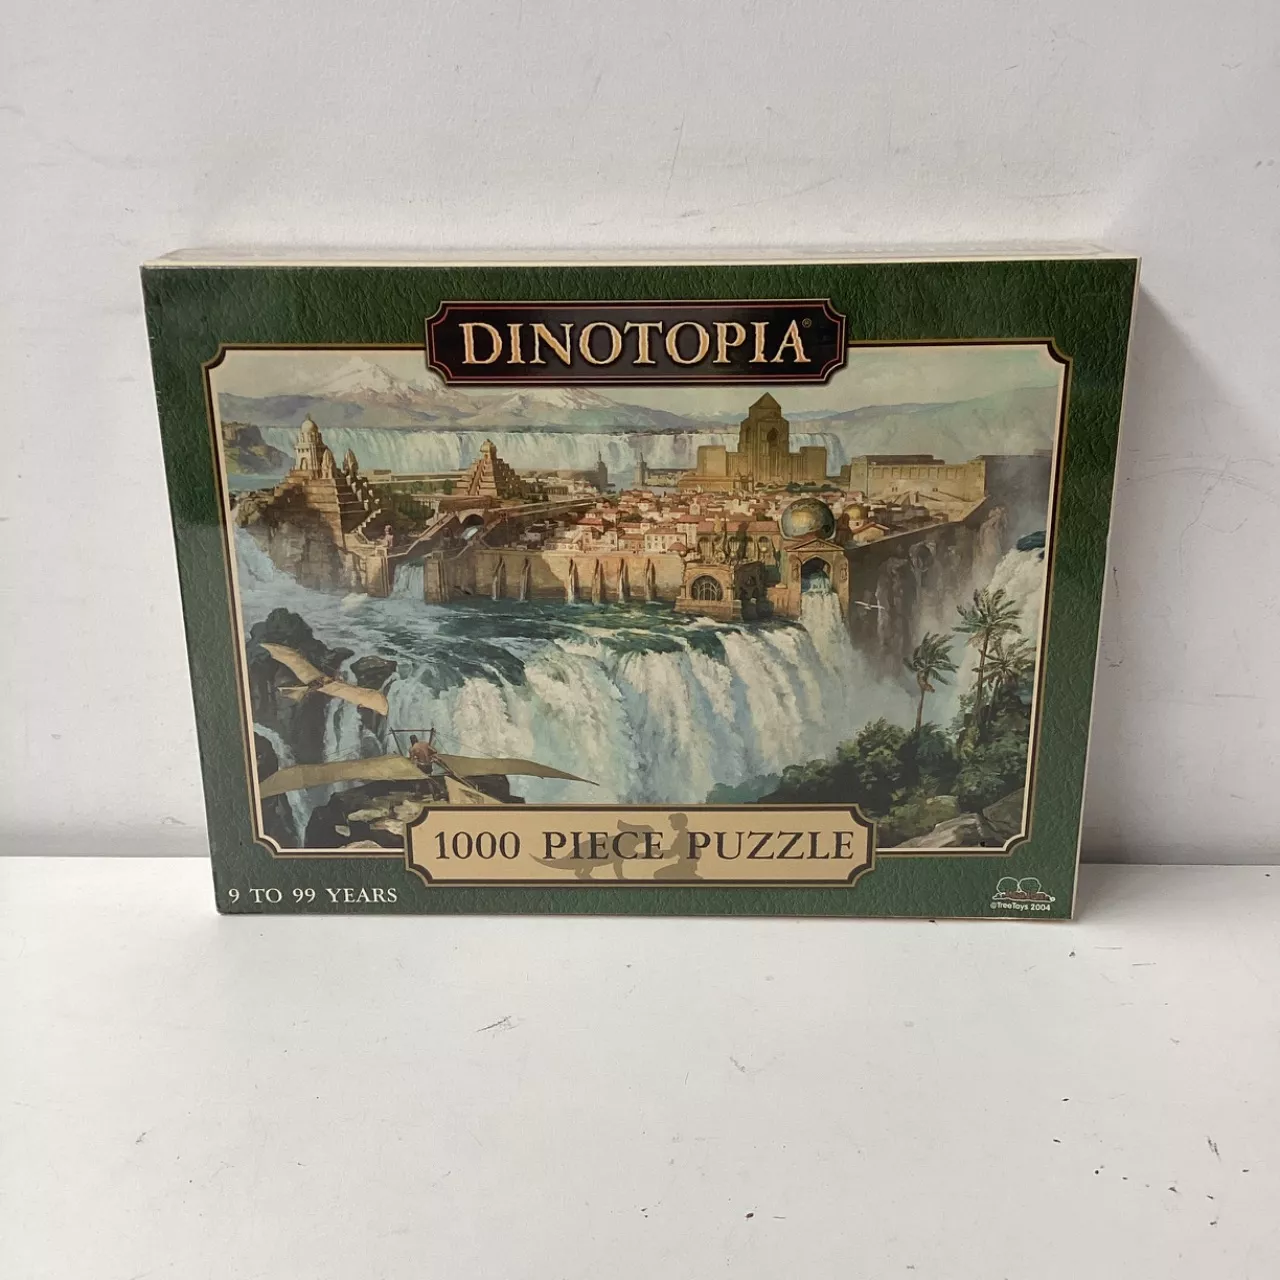 DINOTOPIA®
1000 PIECE PUZZLE
9 TO 99 YEARS
©TreeToys 2004